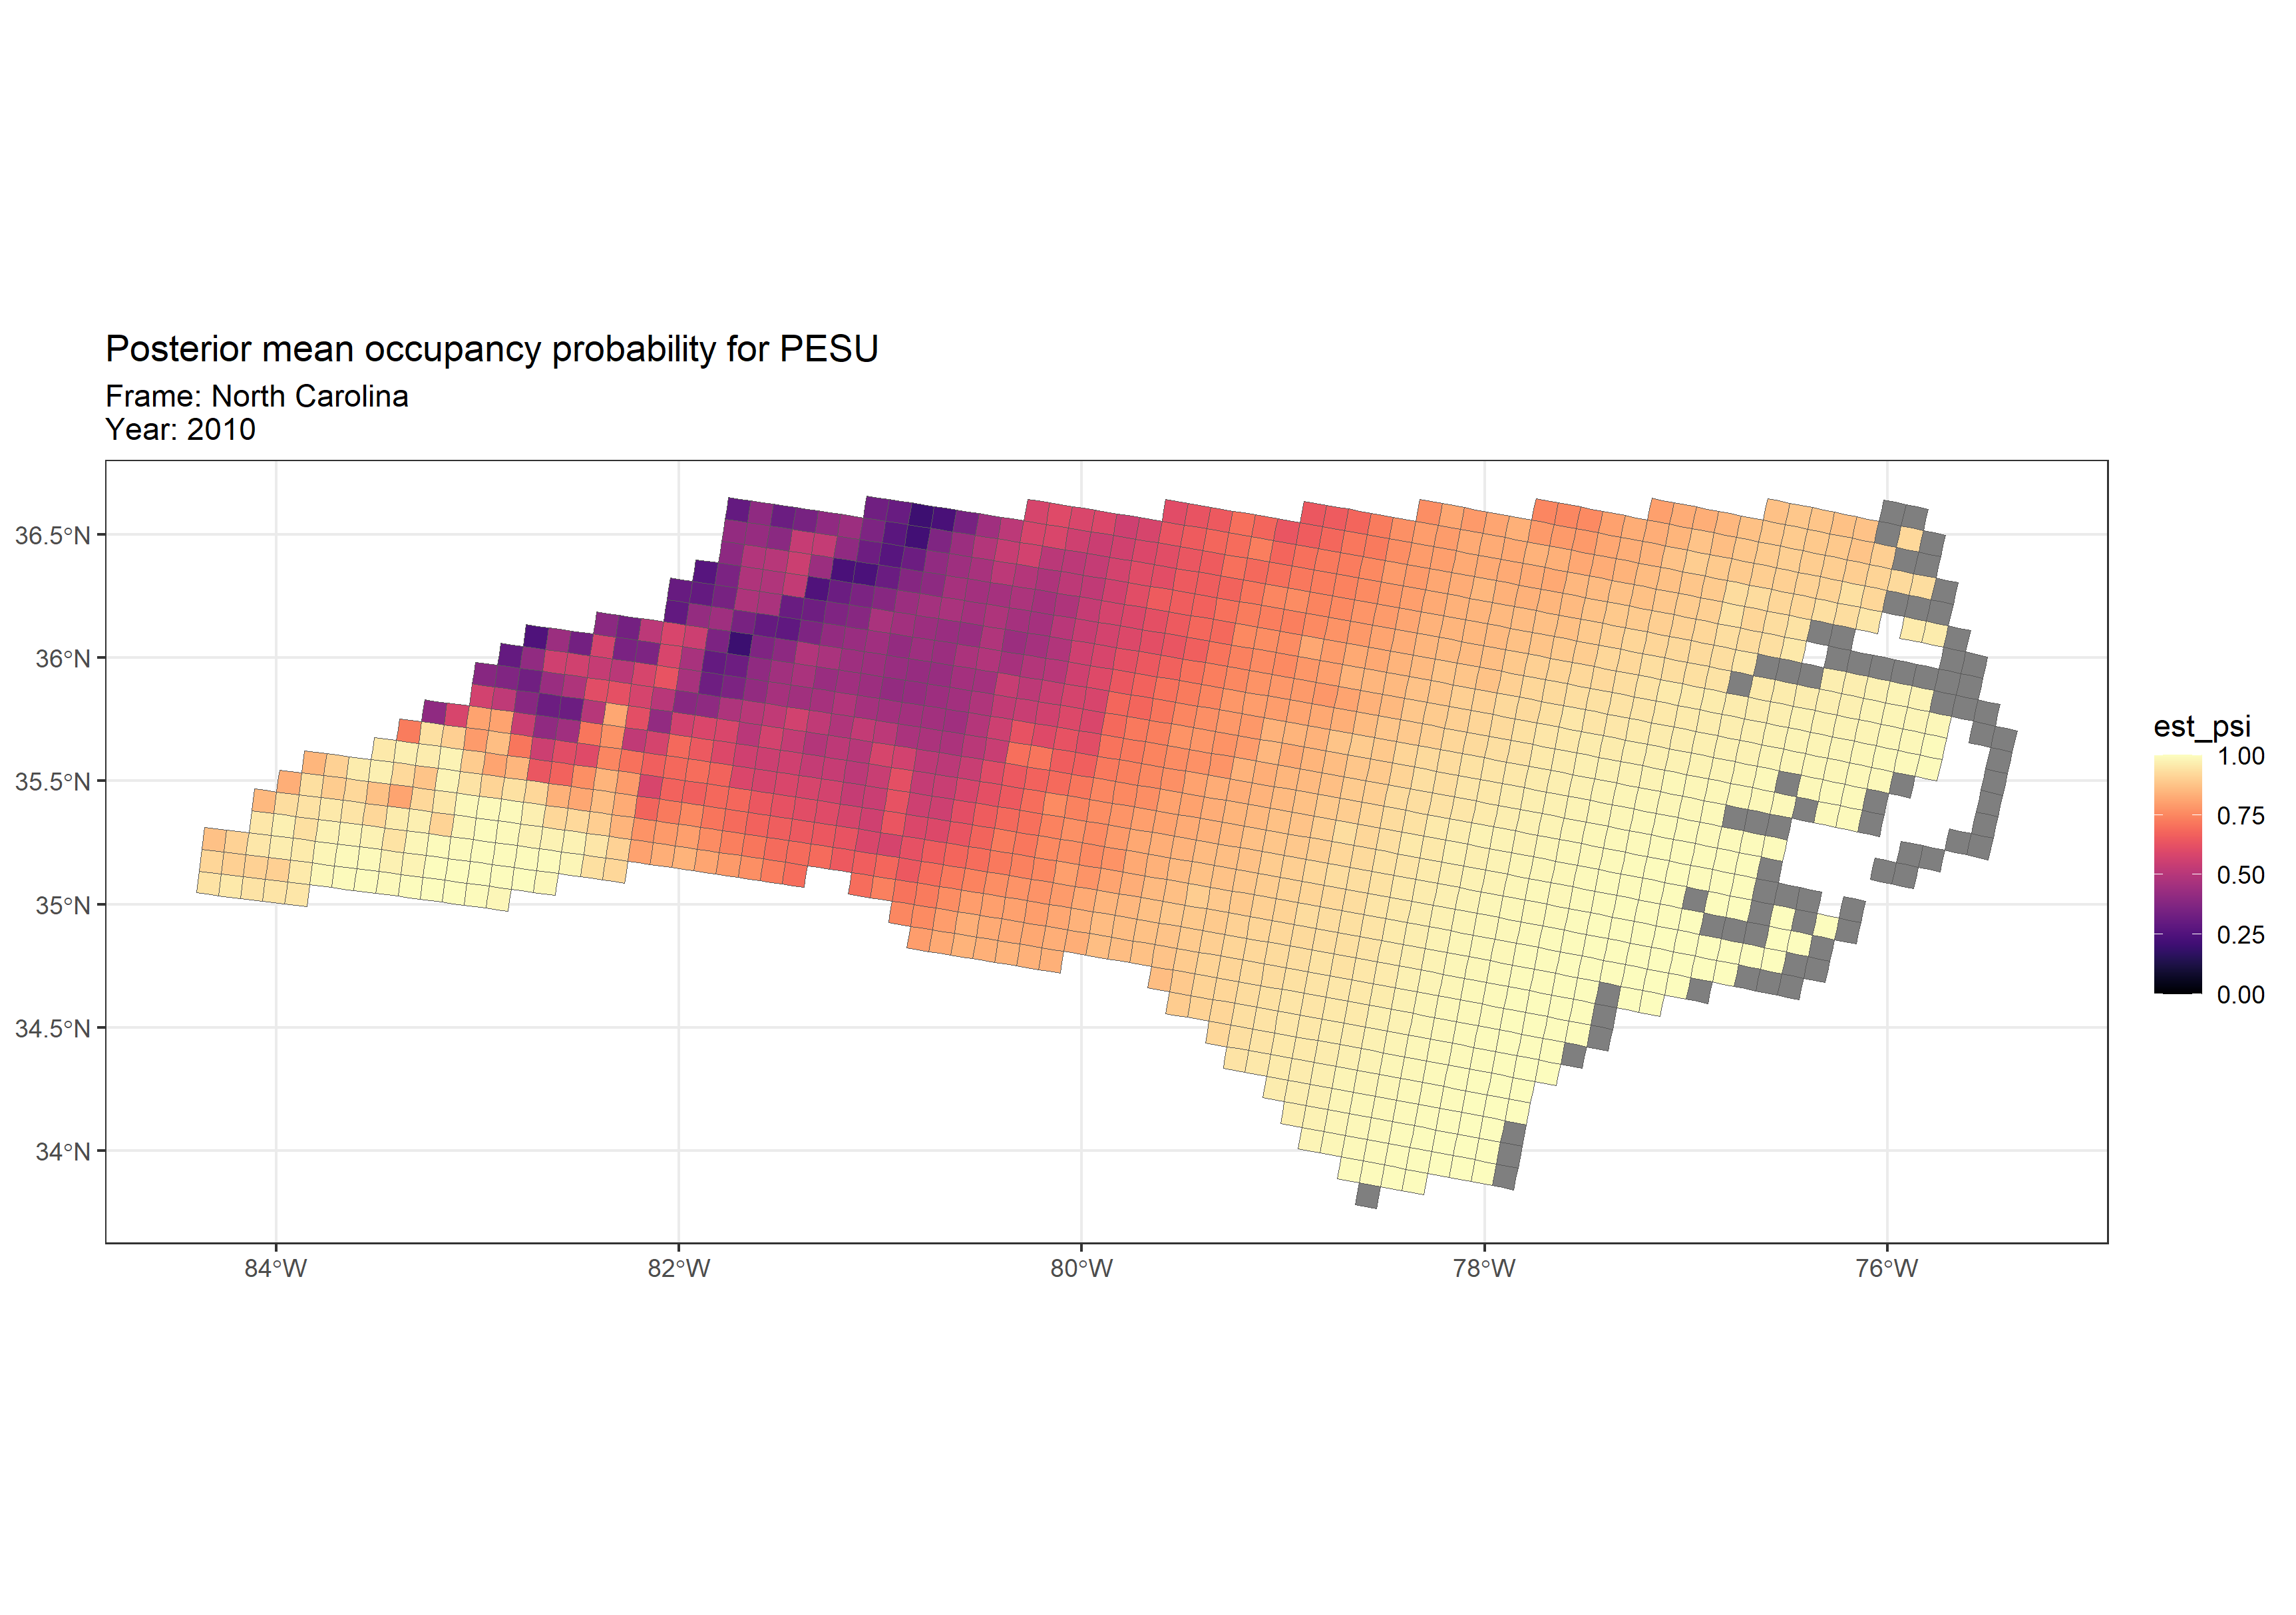 Posterior mean occupancy probability for PESU
Frame: North Carolina
Year: 2010
36.5°N
36°N
35.5°N
35°N
34.5°N
34°N
84°W
82°W
80°W
78°W
76°W
est_psi
1.00
0.75
0.50
0.25
0.00